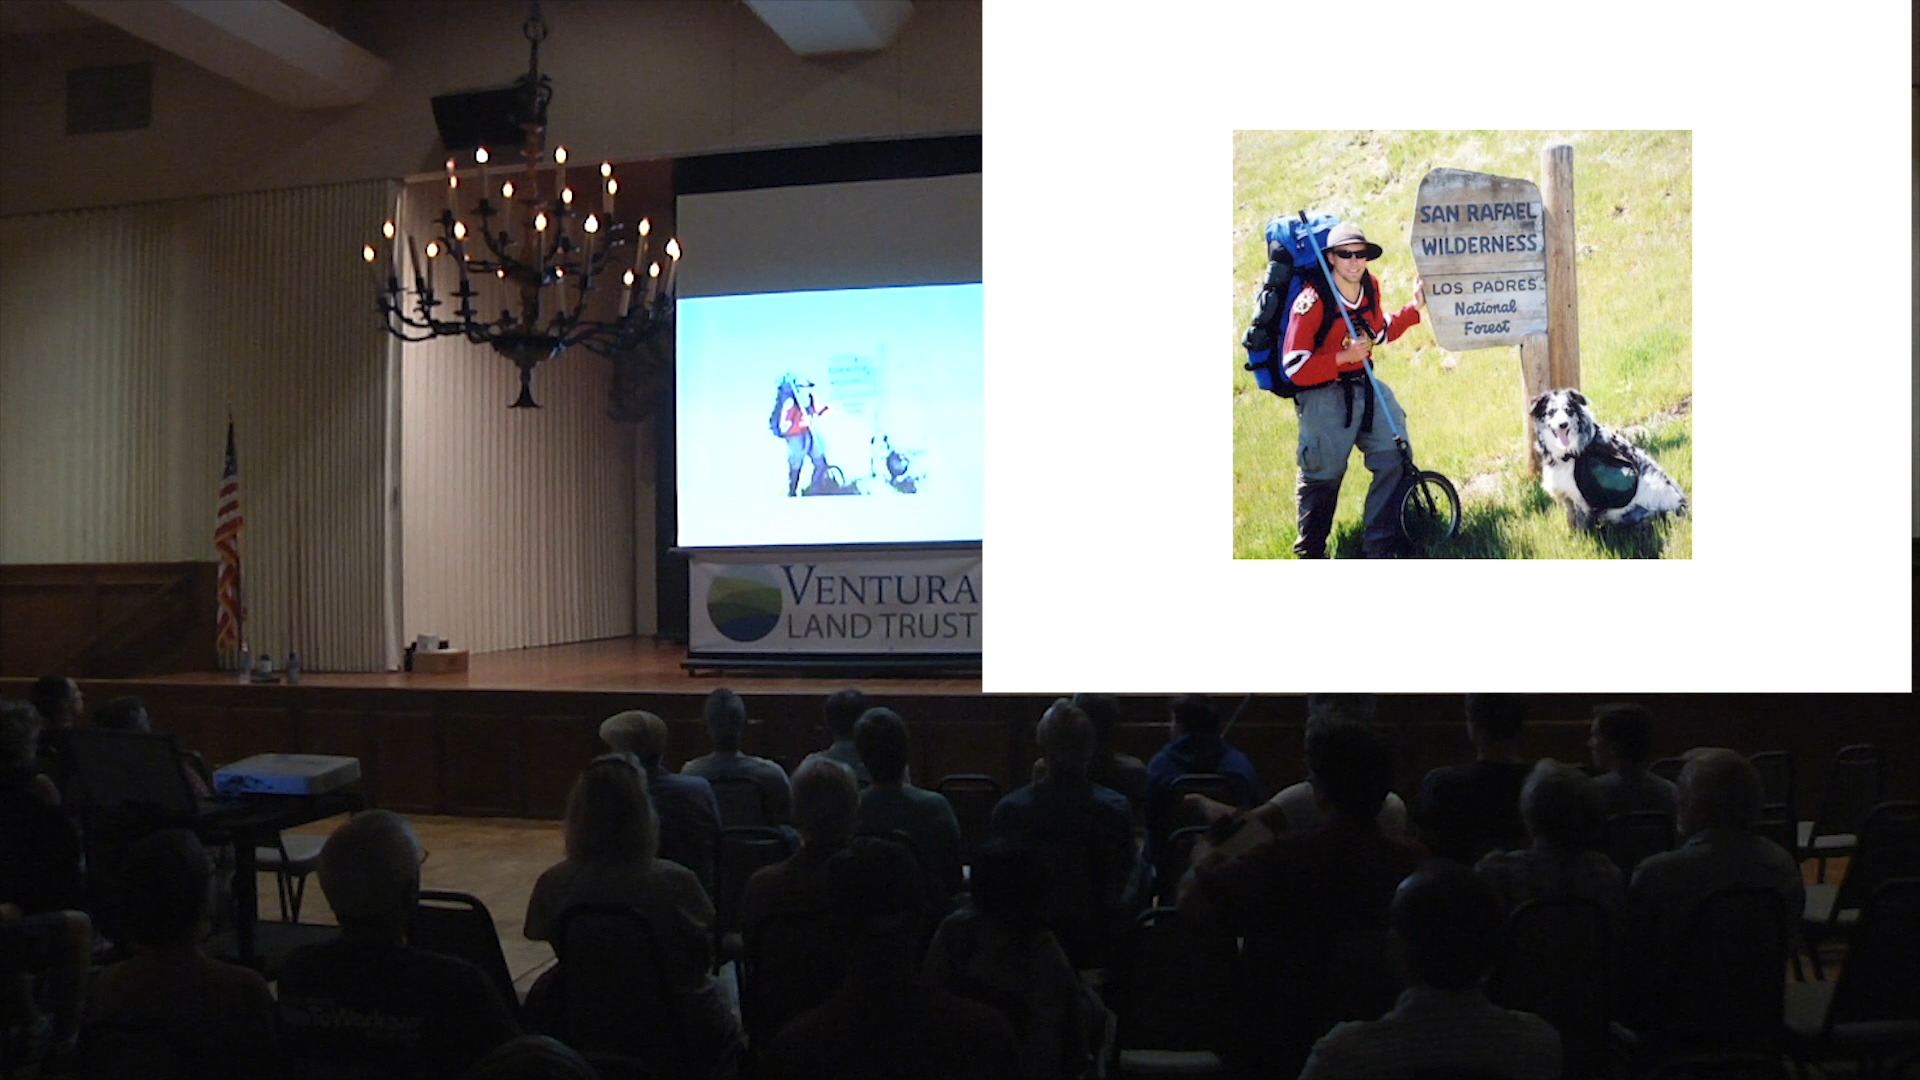 SAN RAFAEL
WILDERNESS
LOS PADRES
National
Forest
VENTURA
LAND TRUST